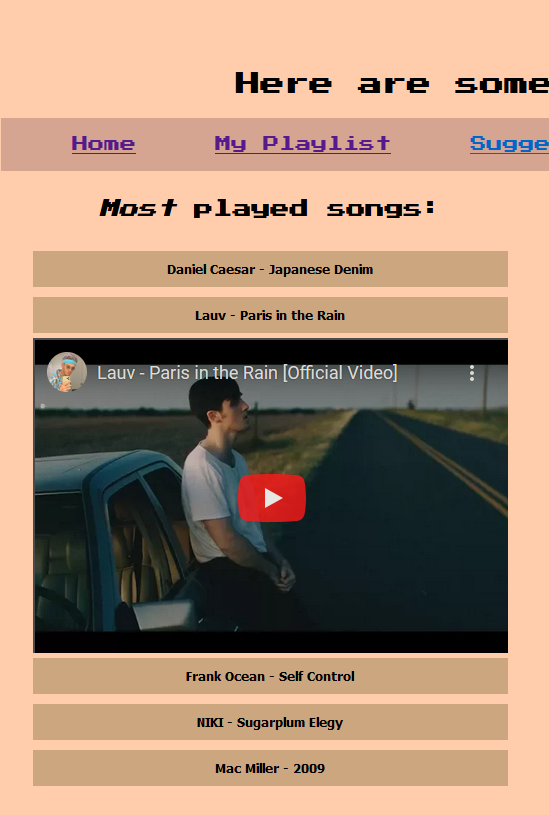 Here are some
Home My Playlist Sugge
Most played songs:
Daniel Caesar - Japanese Denim
Lauv - Paris in the Rain
Lauv - Paris in the Rain [Official Video]
Frank Ocean - Self Control
NIKI - Sugarplum Elegy
Mac Miller - 2009